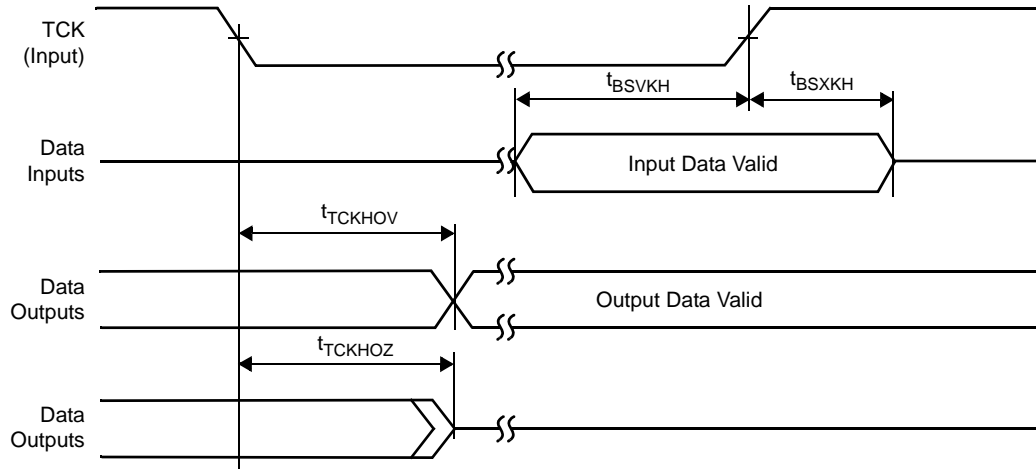 TCK
(Input)
tBSVKH
tBSXKH
Data
Inputs
Input Data Valid
tTCKHOV
Data
Outputs
Output Data Valid
tTCKHOZ
Data
Outputs